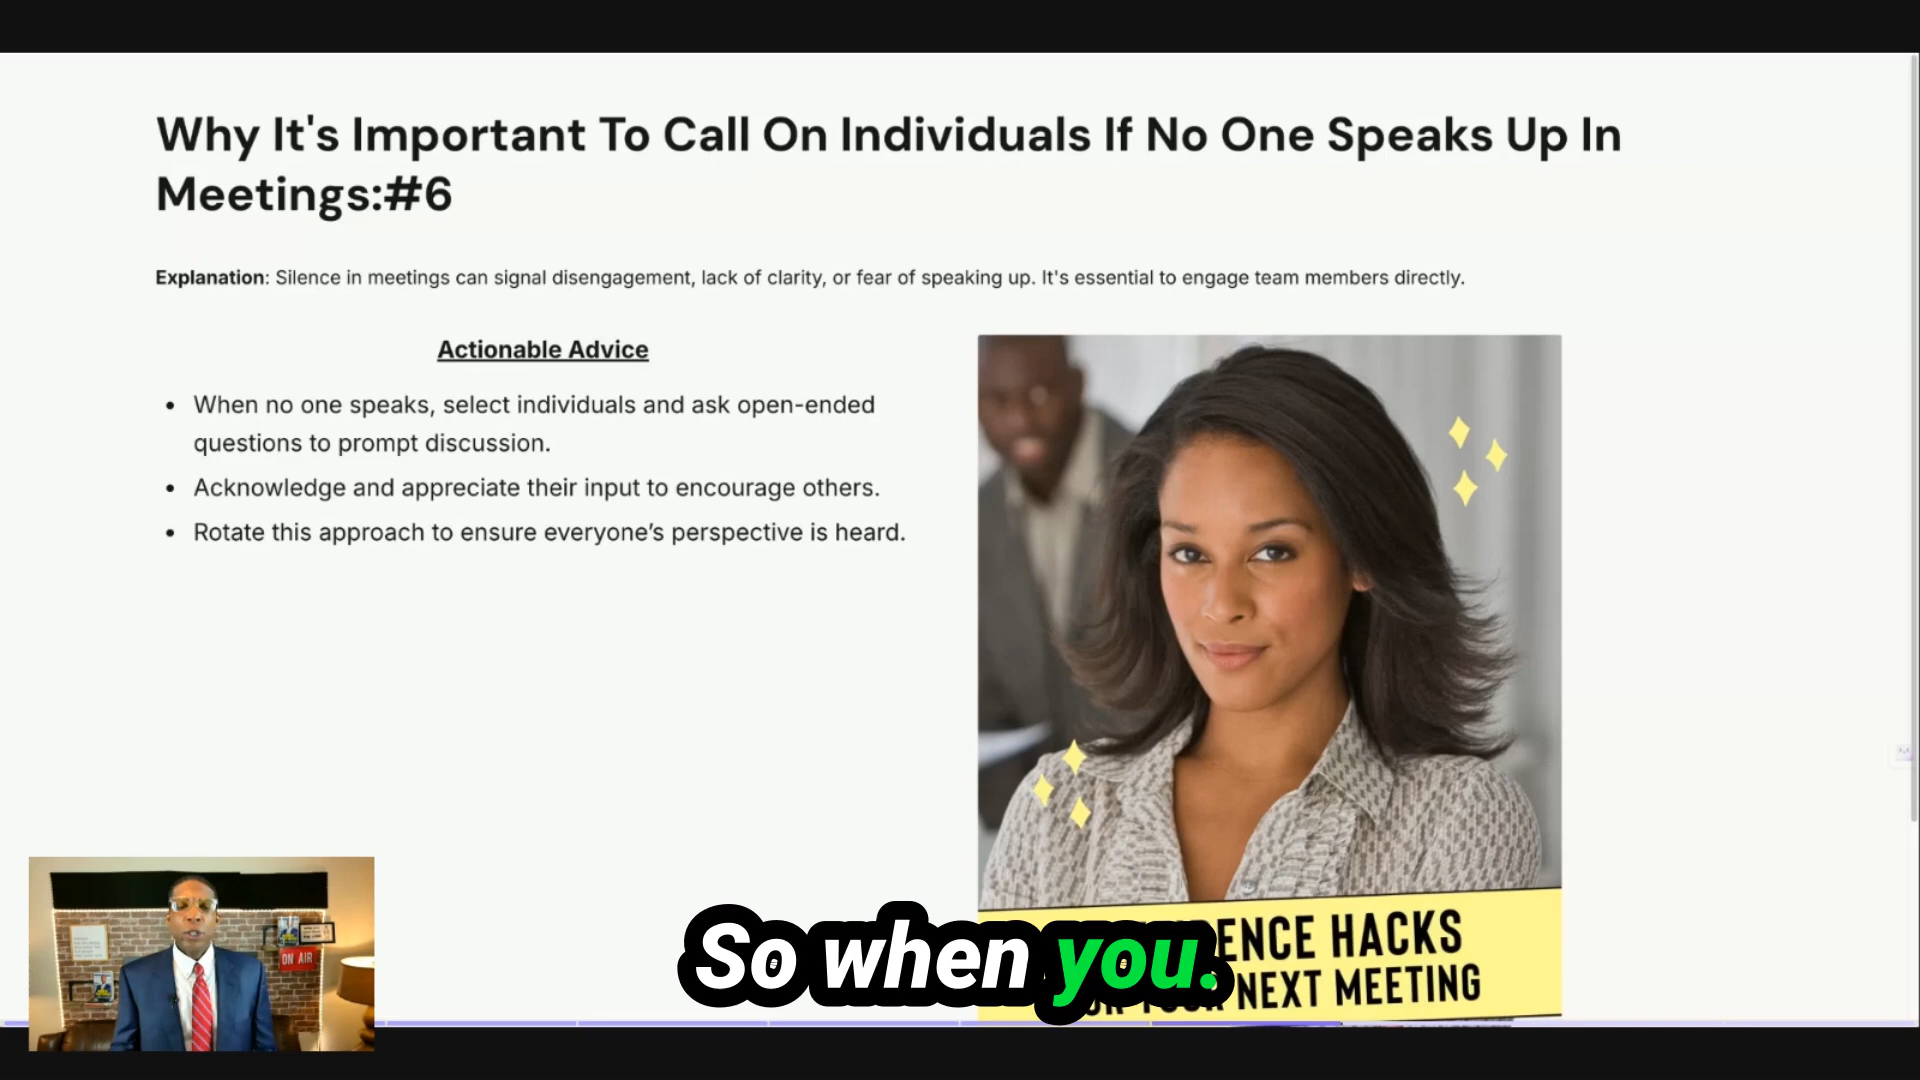 Why It's Important To Call On Individuals If No One Speaks Up In
Meetings:#6
Explanation: Silence in meetings can signal disengagement, lack of clarity, or fear of speaking up. It's essential to engage team members directly.
Actionable Advice
• When no one speaks, select individuals and ask open-ended
questions to prompt discussion.
• Acknowledge and appreciate their input to encourage others.
• Rotate this approach to ensure everyone’s perspective is heard.
HACKS
NEXT MEETING
So when you.
ON AIR